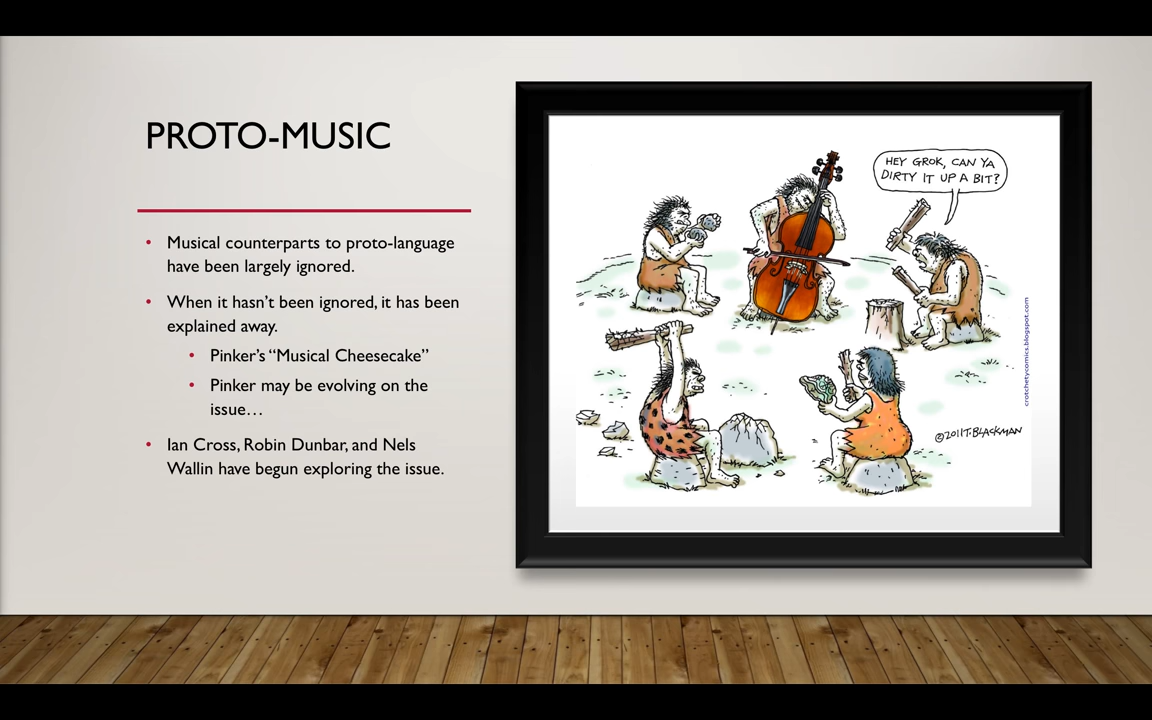 PROTO-MUSIC
• Musical counterparts to proto-language
have been largely ignored.
• When it hasn't been ignored, it has been
explained away.
• Pinker's “Musical Cheesecake”
• Pinker may be evolving on the
issue…
• Ian Cross, Robin Dunbar, and Nels
Wallin have begun exploring the issue.
HEY GROK, CAN YA
DIRTY IT UP A BIT?
crotchetycomics.blogspot.com
©2011 T. BLACKMAN